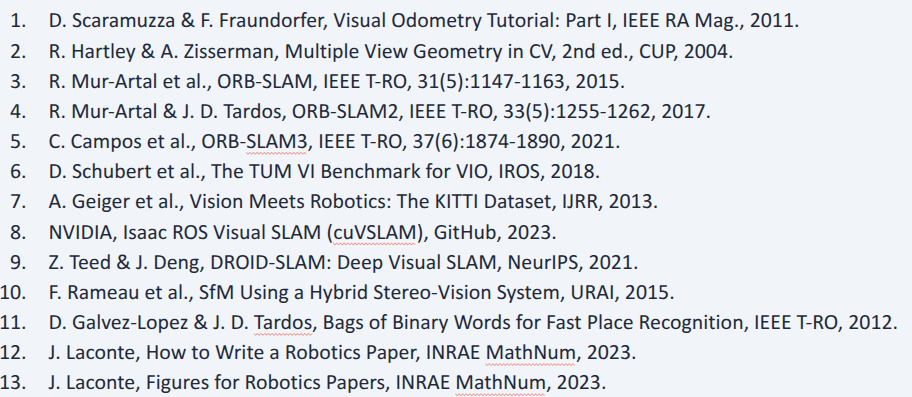 1. D. Scaramuzza & F. Fraundorfer, Visual Odometry Tutorial: Part I, IEEE RA Mag., 2011.
2. R. Hartley & A. Zisserman, Multiple View Geometry in CV, 2nd ed., CUP, 2004.
3. R. Mur-Artal et al., ORB-SLAM, IEEE T-RO, 31(5):1147-1163, 2015.
4. R. Mur-Artal & J. D. Tardos, ORB-SLAM2, IEEE T-RO, 33(5):1255-1262, 2017.
5. C. Campos et al., ORB-SLAM3, IEEE T-RO, 37(6):1874-1890, 2021.
6. D. Schubert et al., The TUM VI Benchmark for VIO, IROS, 2018.
7. A. Geiger et al., Vision Meets Robotics: The KITTI Dataset, IJRR, 2013.
8. NVIDIA, Isaac ROS Visual SLAM (cuVSLAM), GitHub, 2023.
9. Z. Teed & J. Deng, DROID-SLAM: Deep Visual SLAM, NeurIPS, 2021.
10. F. Rameau et al., SfM Using a Hybrid Stereo-Vision System, URAI, 2015.
11. D. Galvez-Lopez & J. D. Tardos, Bags of Binary Words for Fast Place Recognition, IEEE T-RO, 2012.
12. J. Laconte, How to Write a Robotics Paper, INRAE MathNum, 2023.
13. J. Laconte, Figures for Robotics Papers, INRAE MathNum, 2023.